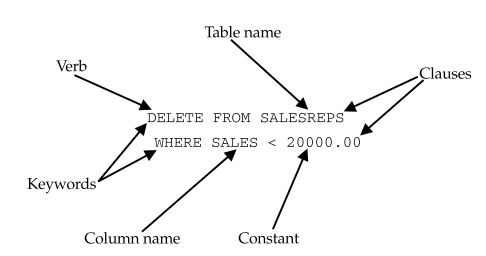 Table name
Verb
Clauses
DELETE FROM SALESREPS
WHERE SALES < 20000.00
Keywords
Column name
Constant